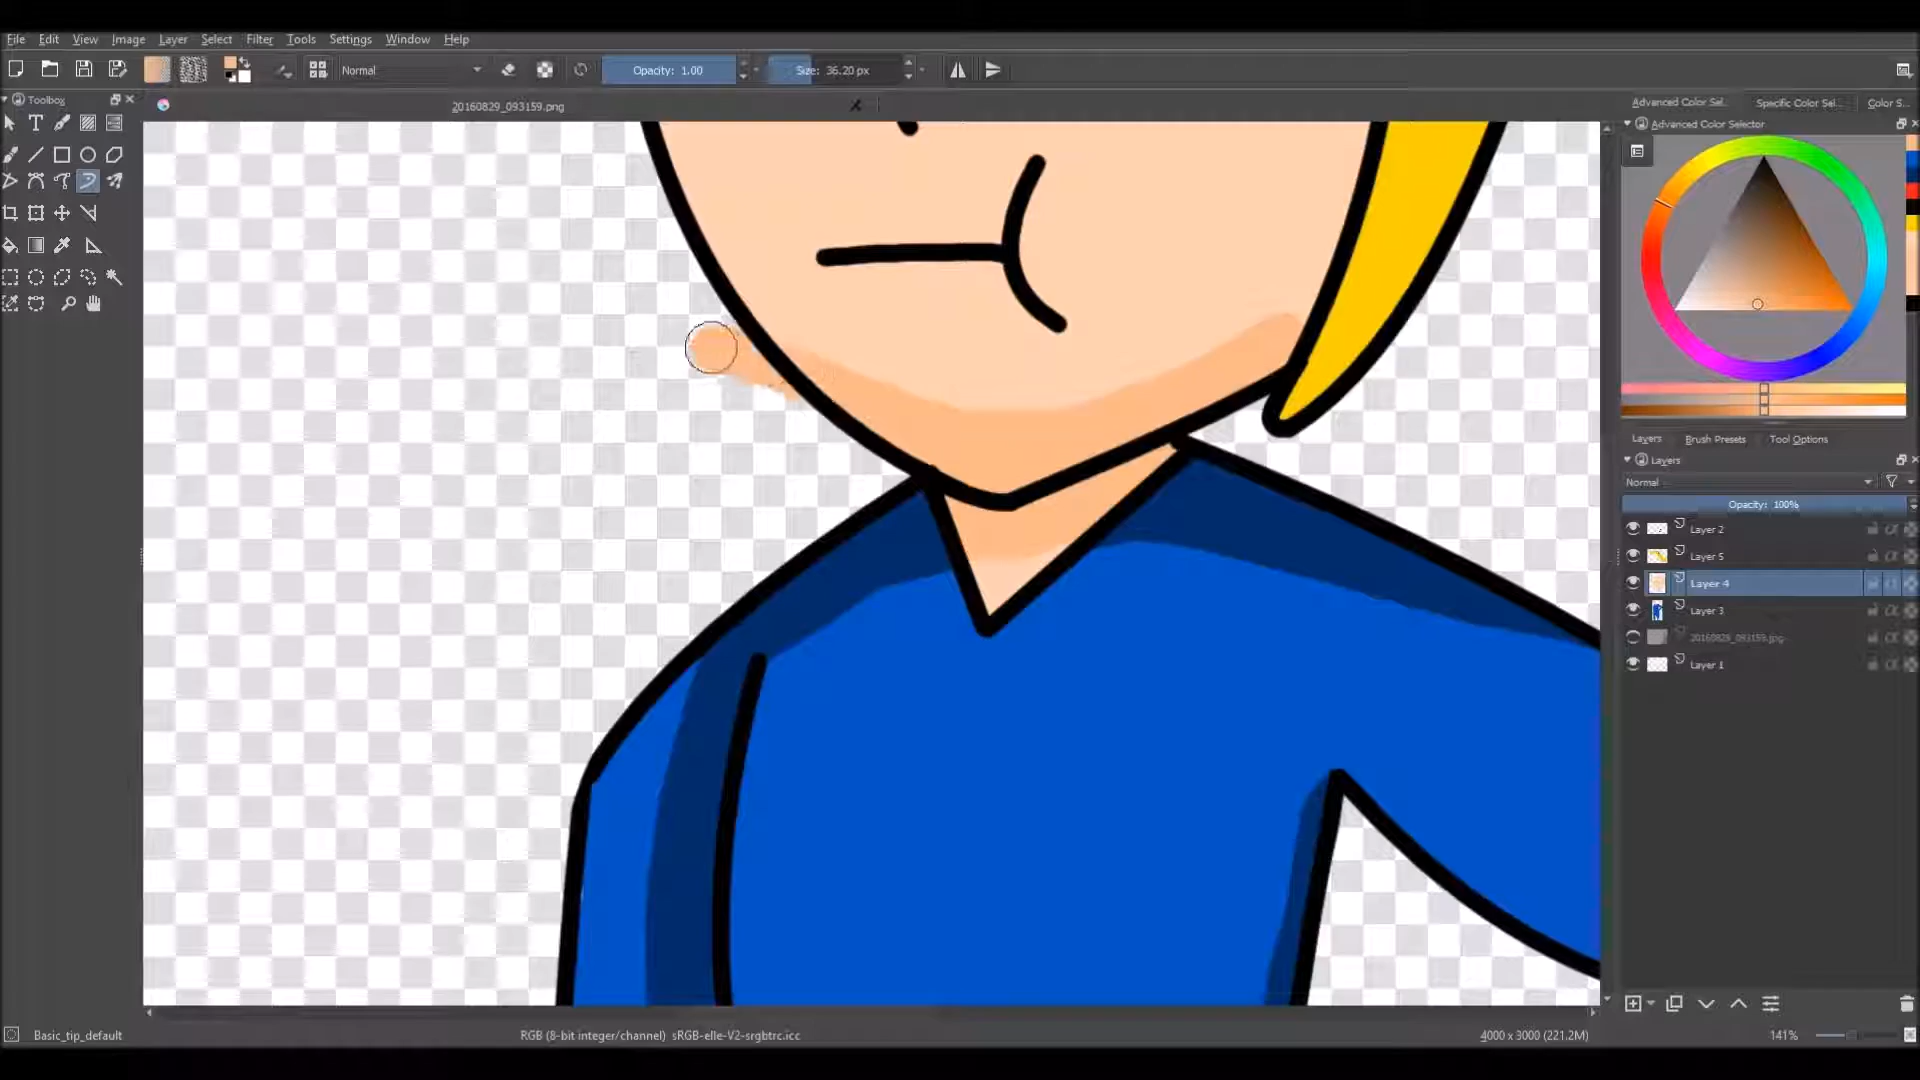 File Edit View Image Layer Select Filter Tools Settings Window Help
Normal Opacity: 1.00 Size: 36.20 px
Toolbox
20160829_093159.png
Advanced Color Sel... Specific Color Sel... Color S...
Advanced Color Selector
Layers Brush Presets Tool Options
Layers
Normal
Opacity: 100%
Layer 2
Layer 5
Layer 4
Layer 3
20160829_093159.jpg
Layer 1
Basic_tip_default RGB (8-bit integer/channel) sRGB-elle-V2-srgbtrc.icc 4000 x 3000 (221.2M) 141%